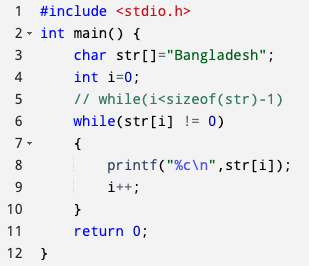 1 #include <stdio.h>
2 int main() {
3 char str[]="Bangladesh";
4 int i=0;
5 // while(i<sizeof(str)-1)
6 while(str[i] != 0)
7 {
8 printf("%c\n",str[i]);
9 i++;
10 }
11 return 0;
12 }